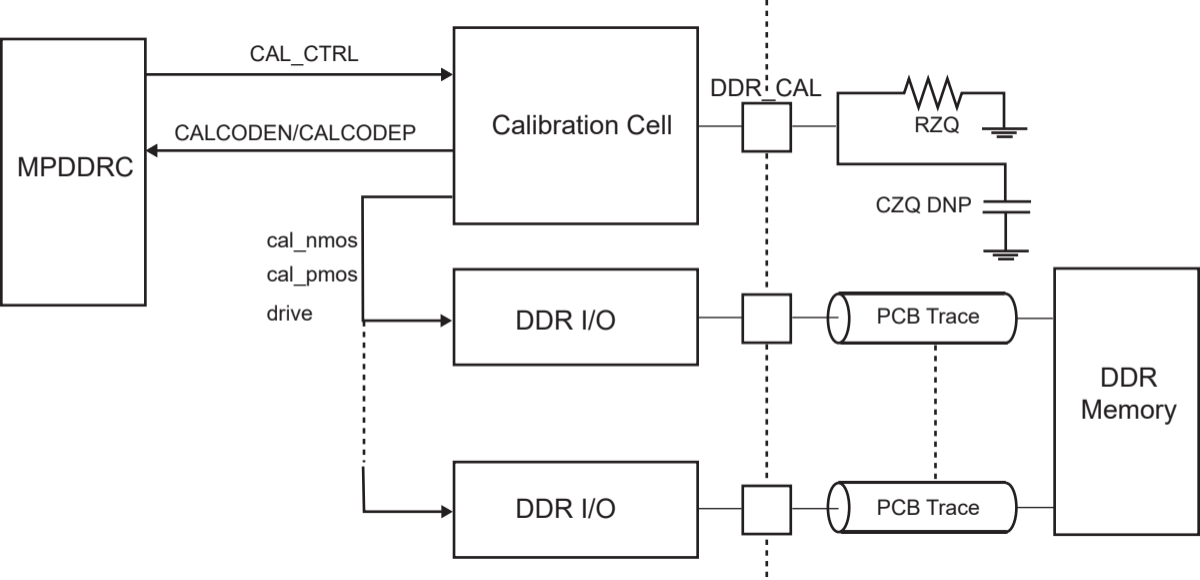 CAL_CTRL
DDR_CAL
CALCODEN/CALCODEP
Calibration Cell
RZQ
MPDDRC
CZQ DNP
cal_nmos
cal_pmos
drive
DDR I/O
PCB Trace
DDR
Memory
DDR I/O
PCB Trace